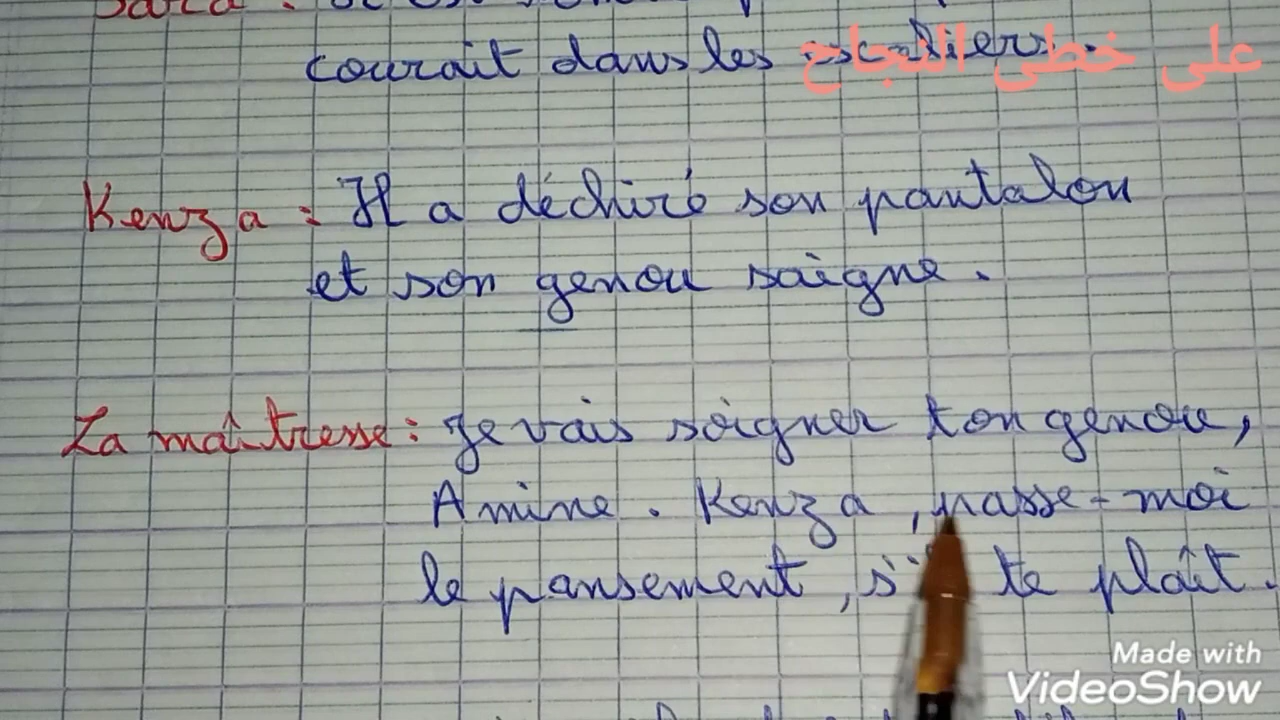 courait dans les escaliers.
على خطى النجاح
Kenza : Il a déchiré son pantalon
et son genou saigne.
La maîtresse : Je vais soigner ton genou,
Amine. Kenza, passe-moi
le pansement, s' te plaît.
Made with
VideoShow